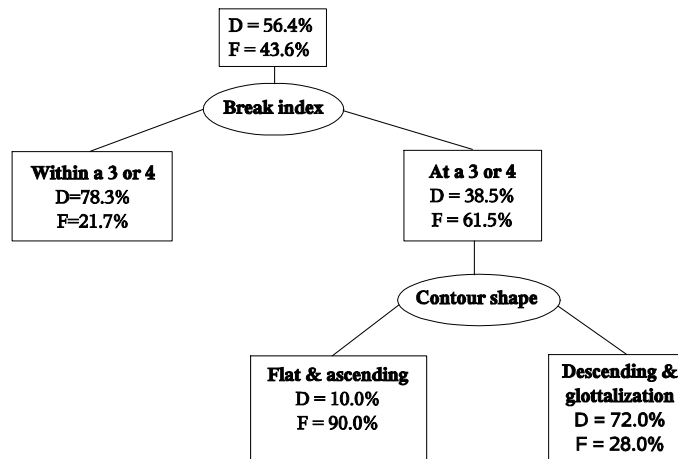 D = 56.4%
F = 43.6%
Break index
Within a 3 or 4
D=78.3%
F=21.7%
At a 3 or 4
D = 38.5%
F = 61.5%
Contour shape
Flat & ascending
D = 10.0%
F = 90.0%
Descending &
glottalization
D = 72.0%
F = 28.0%